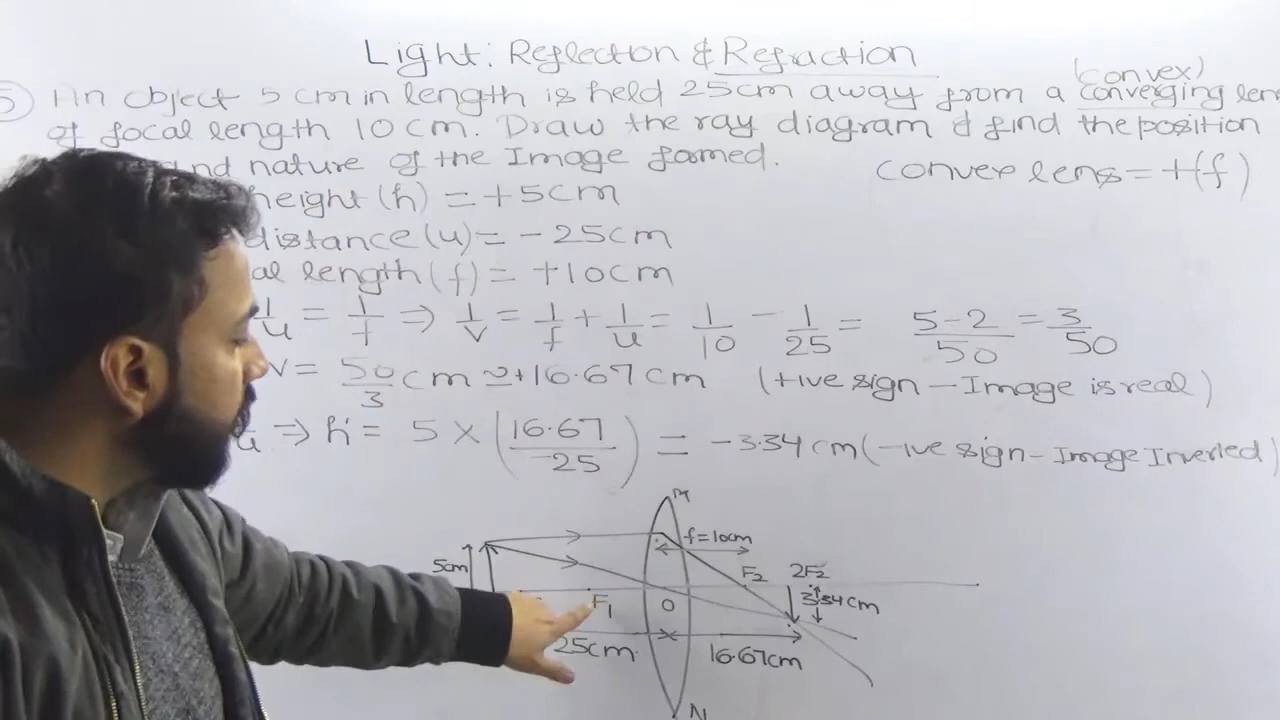 Light: Reflection & Refraction
(convex)
5) An object 5 cm in length is held 25cm away from a converging len
of focal length 10 cm. Draw the ray diagram & find the position
and nature of the Image formed. convex lens = +(f)
height (h) = +5cm
distance (u) = -25cm
al length (f) = +10cm
1/u = 1/f ⇒ 1/v = 1/f + 1/u = 1/10 - 1/25 = 5-2/50 = 3/50
v = 50/3 cm ≃ +16.67 cm (+ive sign - Image is real)
u ⇒ h' = 5 × (16.67/-25) = -3.34 cm (-ive sign - Image Inverted)
M
f=10cm
5cm F2 2F2
F1 O 3.34cm
25cm 16.67cm
N